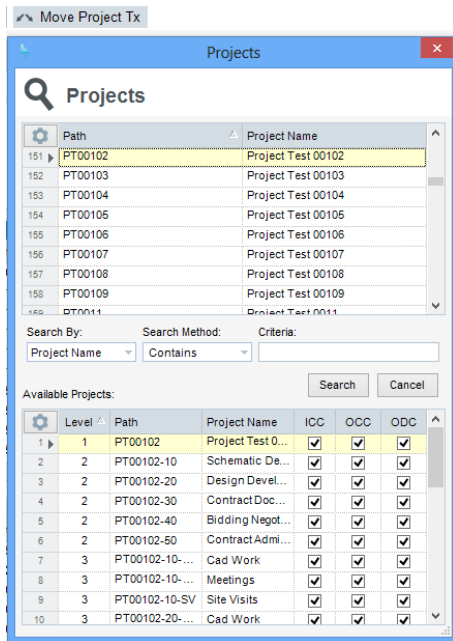 Move Project Tx
Projects
Projects
Path Project Name
151 PT00102 Project Test 00102
152 PT00103 Project Test 00103
153 PT00104 Project Test 00104
154 PT00105 Project Test 00105
155 PT00106 Project Test 00106
156 PT00107 Project Test 00107
157 PT00108 Project Test 00108
158 PT00109 Project Test 00109
159 PT0011 Project Test 0011
Search By: Search Method: Criteria:
Project Name Contains
Search Cancel
Available Projects:
Level Path Project Name ICC OCC ODC
1 1 PT00102 Project Test 0...
2 2 PT00102-10 Schematic De...
3 2 PT00102-20 Design Devel...
4 2 PT00102-30 Contract Doc...
5 2 PT00102-40 Bidding Negot...
6 2 PT00102-50 Contract Admi...
7 3 PT00102-10-... Cad Work
8 3 PT00102-10-... Meetings
9 3 PT00102-10-SV Site Visits
10 3 PT00102-20-... Cad Work